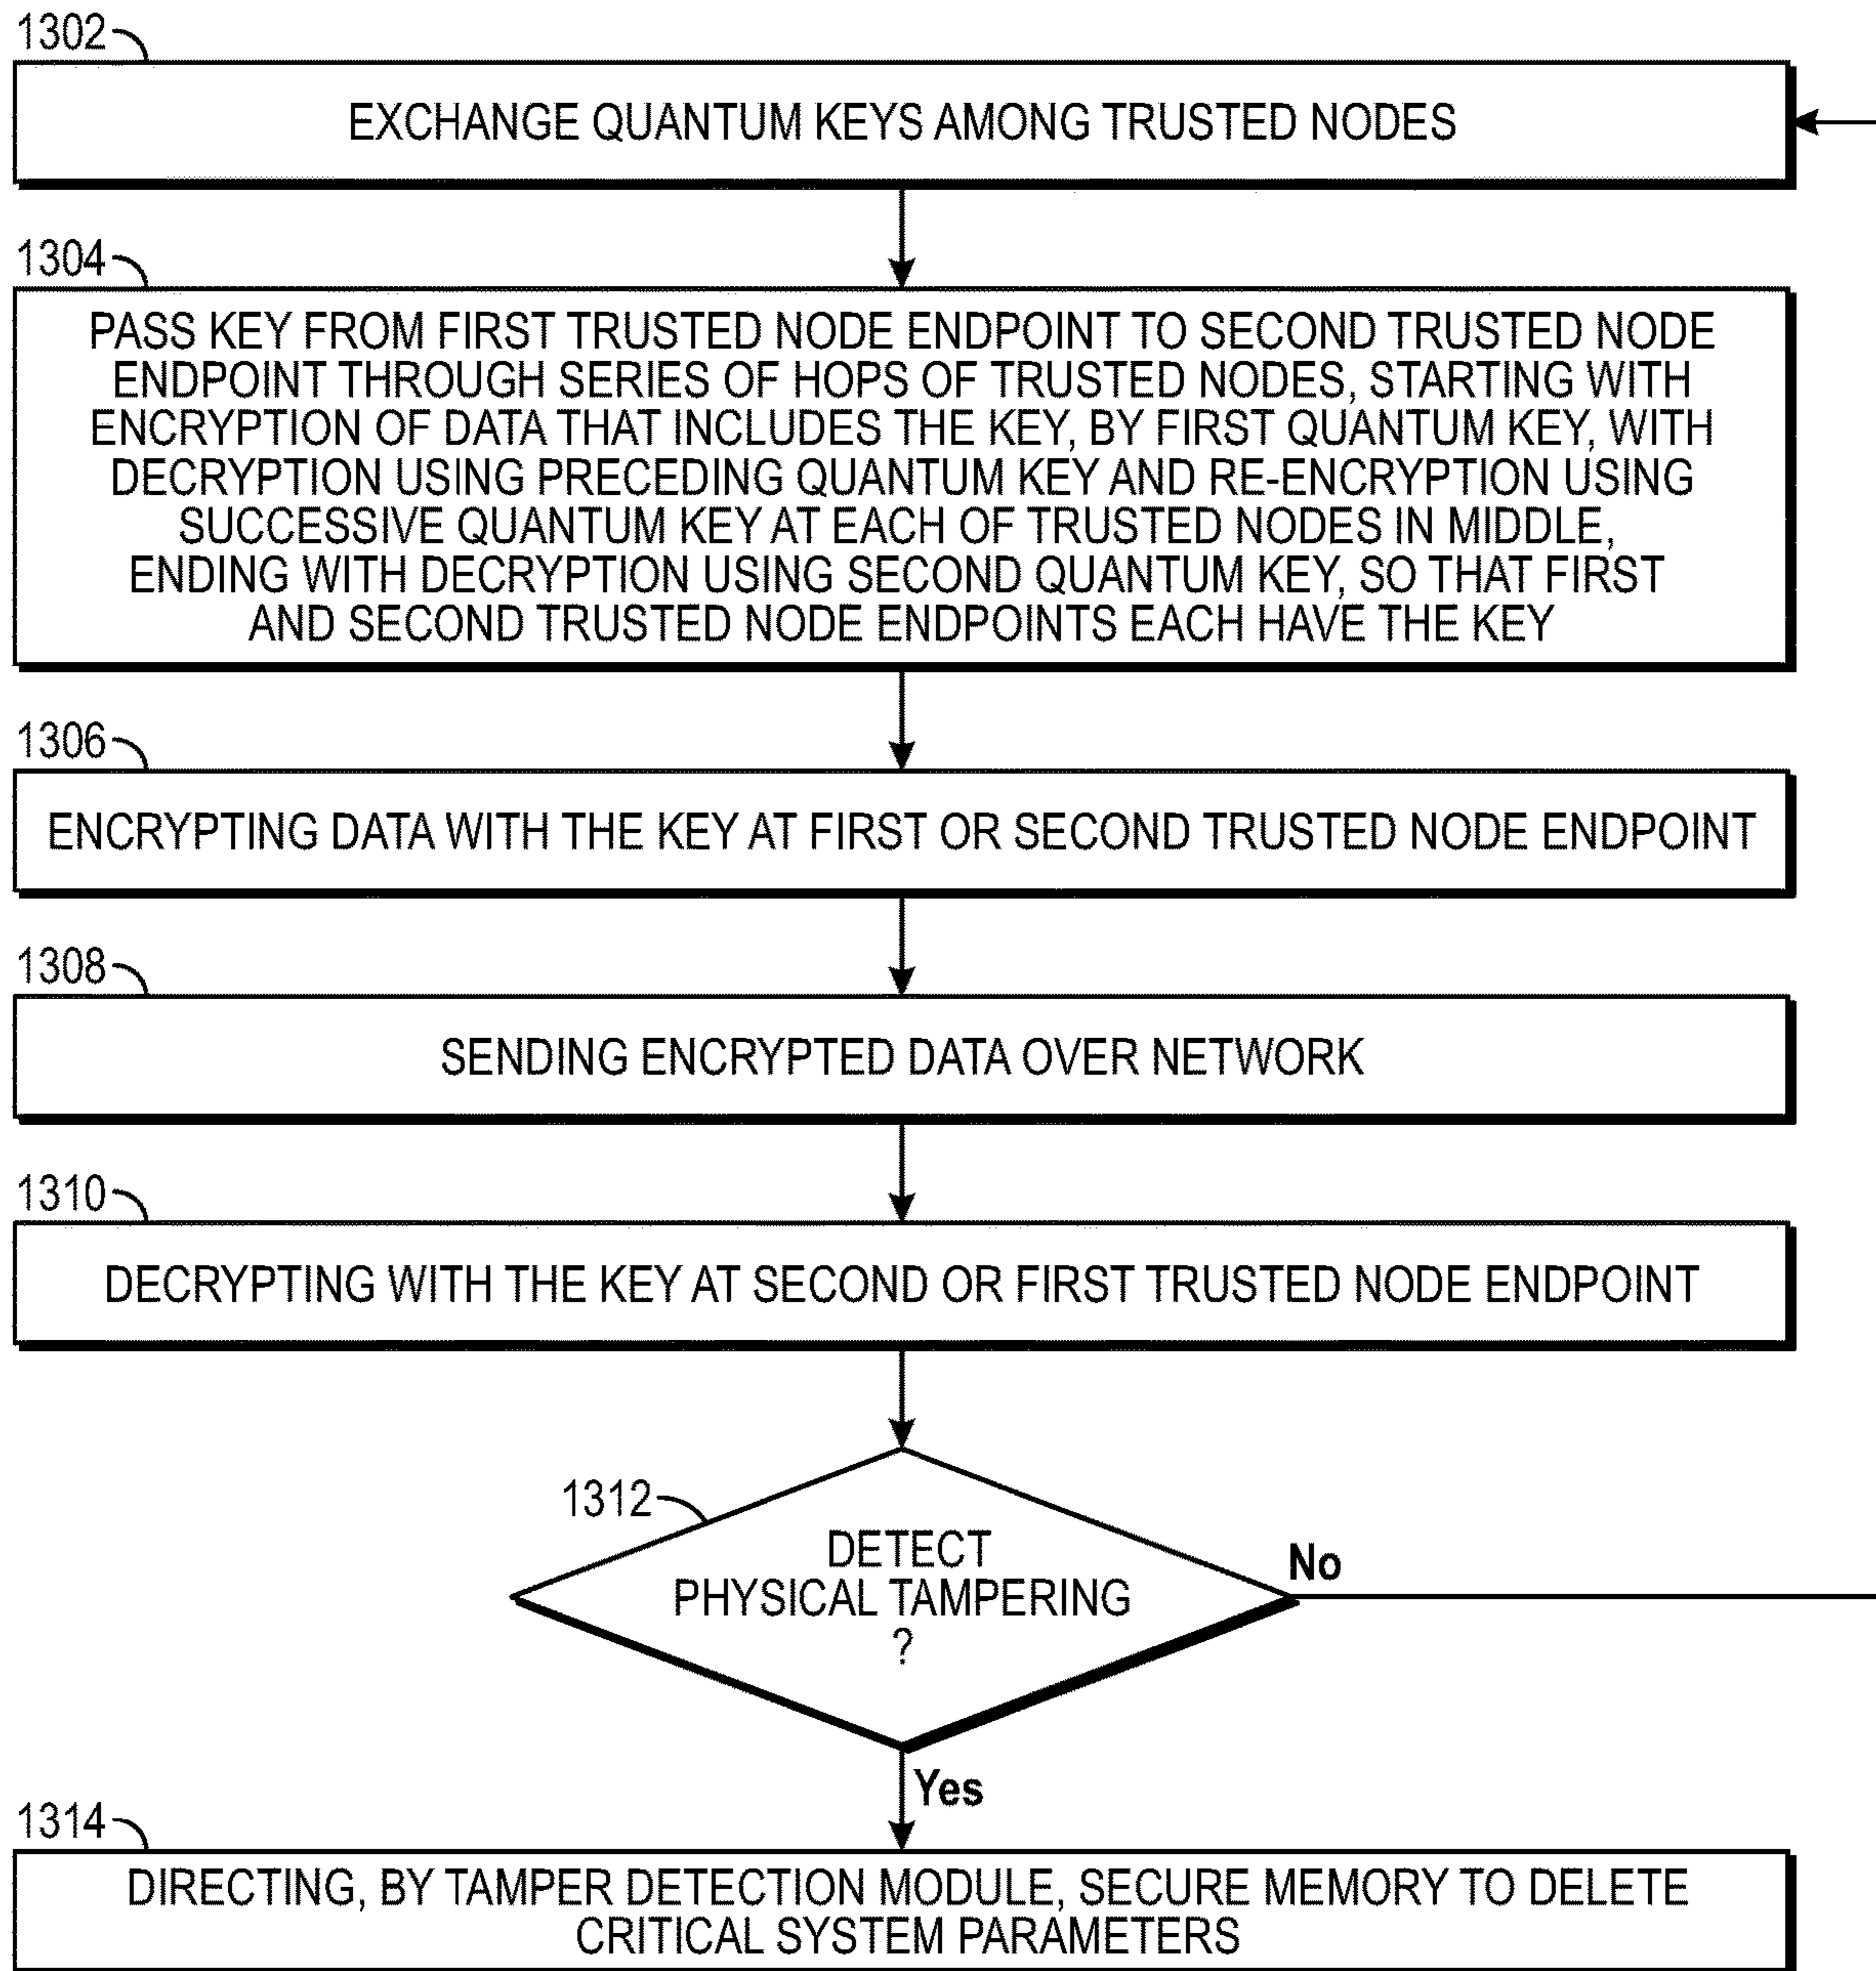 1302
EXCHANGE QUANTUM KEYS AMONG TRUSTED NODES
1304
PASS KEY FROM FIRST TRUSTED NODE ENDPOINT TO SECOND TRUSTED NODE
ENDPOINT THROUGH SERIES OF HOPS OF TRUSTED NODES, STARTING WITH
ENCRYPTION OF DATA THAT INCLUDES THE KEY, BY FIRST QUANTUM KEY, WITH
DECRYPTION USING PRECEDING QUANTUM KEY AND RE-ENCRYPTION USING
SUCCESSIVE QUANTUM KEY AT EACH OF TRUSTED NODES IN MIDDLE,
ENDING WITH DECRYPTION USING SECOND QUANTUM KEY, SO THAT FIRST
AND SECOND TRUSTED NODE ENDPOINTS EACH HAVE THE KEY
1306
ENCRYPTING DATA WITH THE KEY AT FIRST OR SECOND TRUSTED NODE ENDPOINT
1308
SENDING ENCRYPTED DATA OVER NETWORK
1310
DECRYPTING WITH THE KEY AT SECOND OR FIRST TRUSTED NODE ENDPOINT
1312
DETECT
PHYSICAL TAMPERING
?
No
Yes
1314
DIRECTING, BY TAMPER DETECTION MODULE, SECURE MEMORY TO DELETE
CRITICAL SYSTEM PARAMETERS